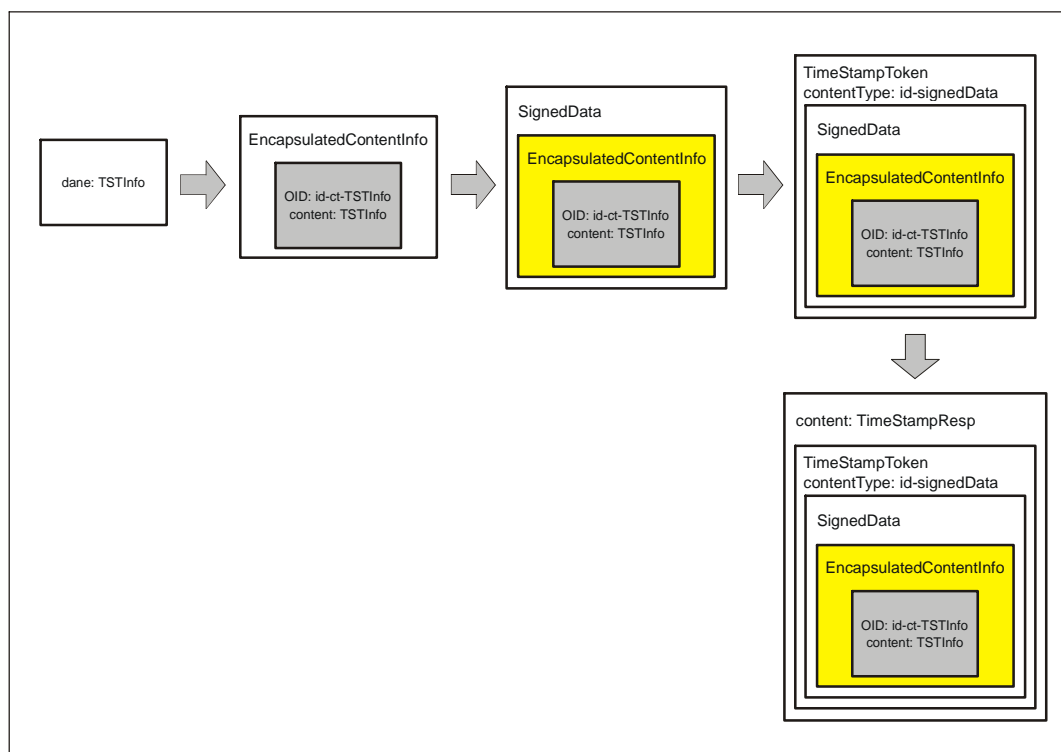 dane: TSTInfo
EncapsulatedContentInfo
OID: id-ct-TSTInfo
content: TSTInfo
SignedData
EncapsulatedContentInfo
OID: id-ct-TSTInfo
content: TSTInfo
TimeStampToken
contentType: id-signedData
SignedData
EncapsulatedContentInfo
OID: id-ct-TSTInfo
content: TSTInfo
content: TimeStampResp
TimeStampToken
contentType: id-signedData
SignedData
EncapsulatedContentInfo
OID: id-ct-TSTInfo
content: TSTInfo